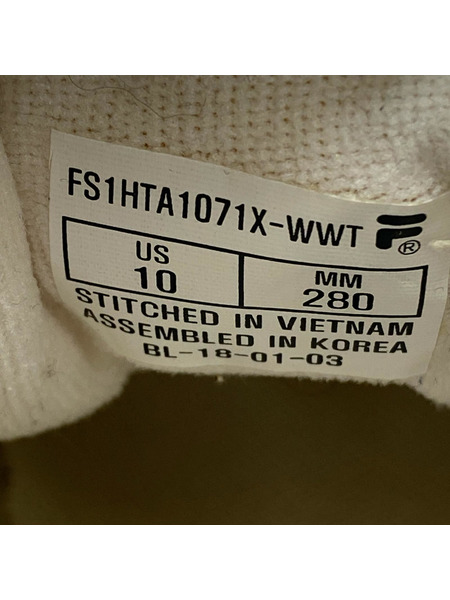 FS1HTA1071X-WWT F®
US MM
10 280
STITCHED IN VIETNAM
ASSEMBLED IN KOREA
BL-18-01-03